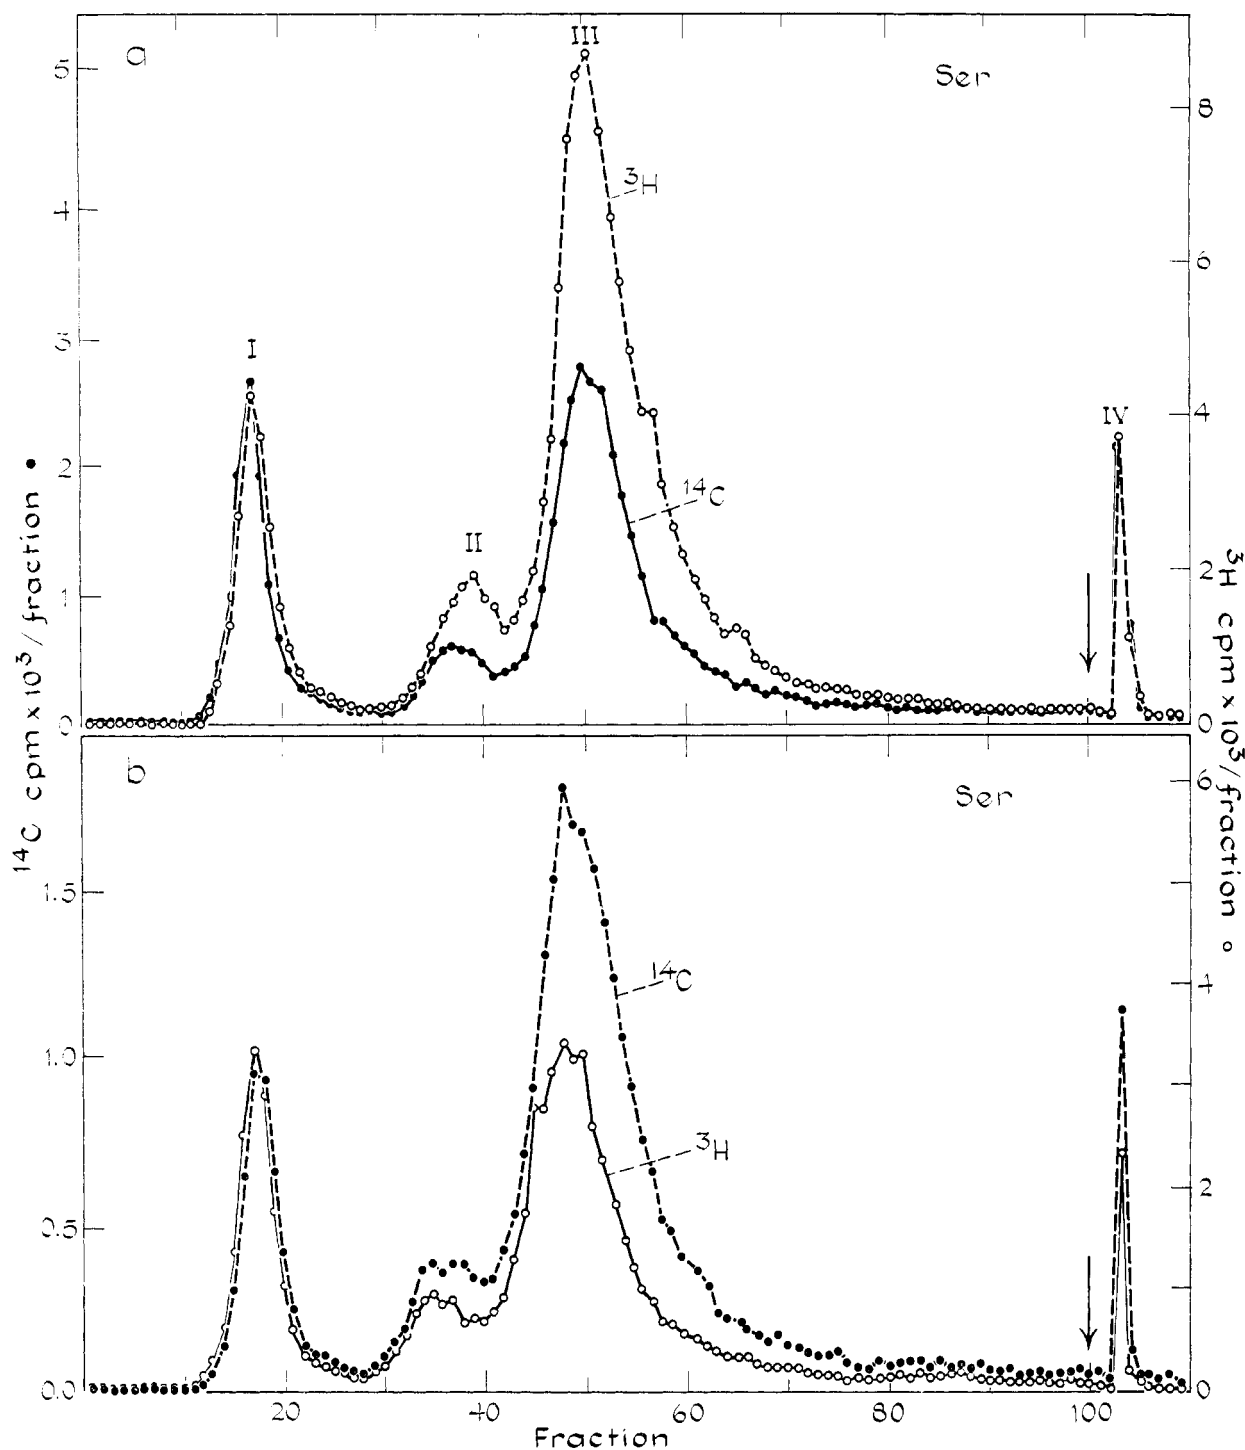 a
III
Ser
5
8
³H
4
6
I
3
IV
4
¹⁴C
2
II
1
2
0
0
¹⁴C cpm x 10³/fraction ●
³H cpm x 10³/fraction ○
b
Ser
6
1.5
¹⁴C
4
1.0
³H
2
0.5
0.0
0
20
40
60
80
100
Fraction